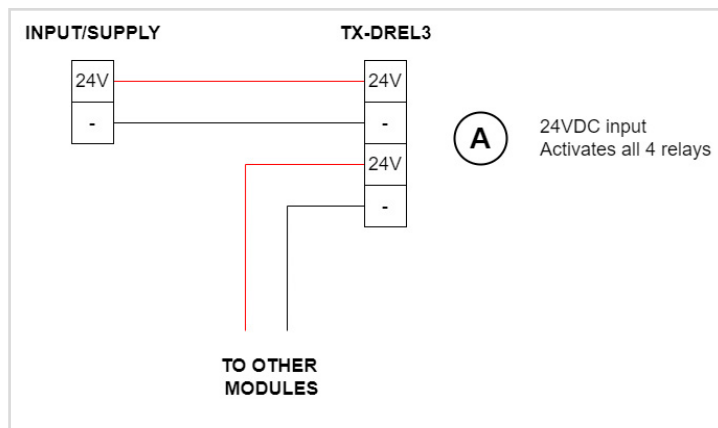 INPUT/SUPPLY
TX-DREL3
24V
-
24V
-
24V
-
A
24VDC input
Activates all 4 relays
TO OTHER
MODULES